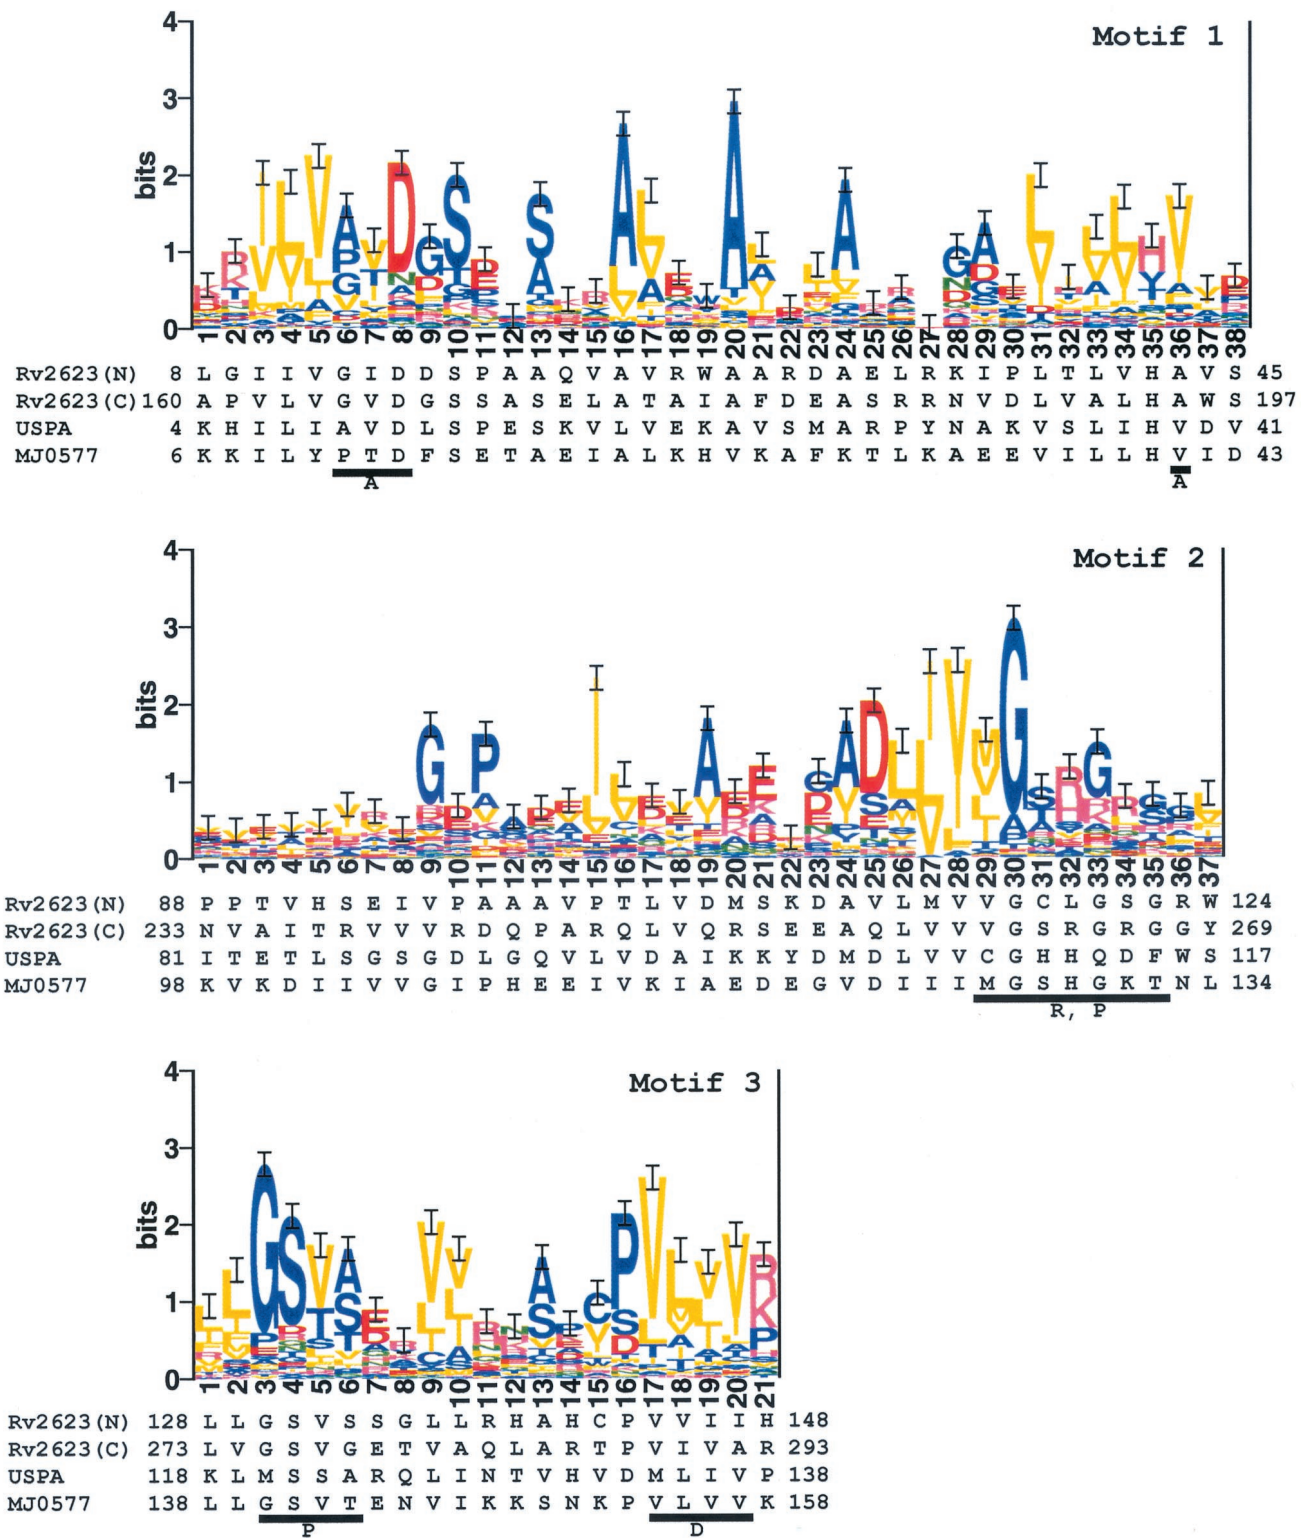 Motif 1
4
3
2
1
0
bits
1 2 3 4 5 6 7 8 9 10 11 12 13 14 15 16 17 18 19 20 21 22 23 24 25 26 27 28 29 30 31 32 33 34 35 36 37 38
Rv2623(N) 8 L G I I V G I D D S P A A Q V A V R W A A R D A E L R K I P L T L V H A V S 45
Rv2623(C) 160 A P V L V G V D G S S A S E L A T A I A F D E A S R R N V D L V A L H A W S 197
USPA 4 K H I L I A V D L S P E S K V L V E K A V S M A R P Y N A K V S L I H V D V 41
MJ0577 6 K K I L Y P T D F S E T A E I A L K H V K A F K T L K A E E V I L L H V I D 43
A A
Motif 2
4
3
2
1
0
bits
1 2 3 4 5 6 7 8 9 10 11 12 13 14 15 16 17 18 19 20 21 22 23 24 25 26 27 28 29 30 31 32 33 34 35 36 37
Rv2623(N) 88 P P T V H S E I V P A A A V P T L V D M S K D A V L M V V G C L G S G R W 124
Rv2623(C) 233 N V A I T R V V V R D Q P A R Q L V Q R S E E A Q L V V V G S R G R G G Y 269
USPA 81 I T E T L S G S G D L G Q V L V D A I K K Y D M D L V V C G H H Q D F W S 117
MJ0577 98 K V K D I I V V G I P H E E I V K I A E D E G V D I I I M G S H G K T N L 134
R, P
Motif 3
4
3
2
1
0
bits
1 2 3 4 5 6 7 8 9 10 11 12 13 14 15 16 17 18 19 20 21
Rv2623(N) 128 L L G S V S S G L L R H A H C P V V I I H 148
Rv2623(C) 273 L V G S V G E T V A Q L A R T P V I V A R 293
USPA 118 K L M S S A R Q L I N T V H V D M L I V P 138
MJ0577 138 L L G S V T E N V I K K S N K P V L V V K 158
P D